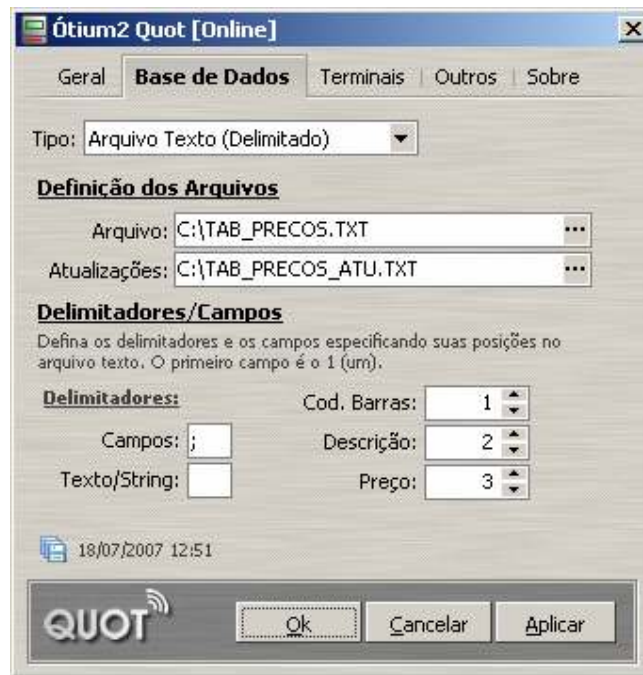 Ótium2 Quot [Online]
Geral Base de Dados Terminais Outros Sobre
Tipo: Arquivo Texto (Delimitado)
Definição dos Arquivos
Arquivo: C:\TAB_PRECOS.TXT ...
Atualizações: C:\TAB_PRECOS_ATU.TXT ...
Delimitadores/Campos
Defina os delimitadores e os campos especificando suas posições no
arquivo texto. O primeiro campo é o 1 (um).
Delimitadores: Cod. Barras: 1
Campos: ; Descrição: 2
Texto/String: Preço: 3
18/07/2007 12:51
QUOT Ok Cancelar Aplicar